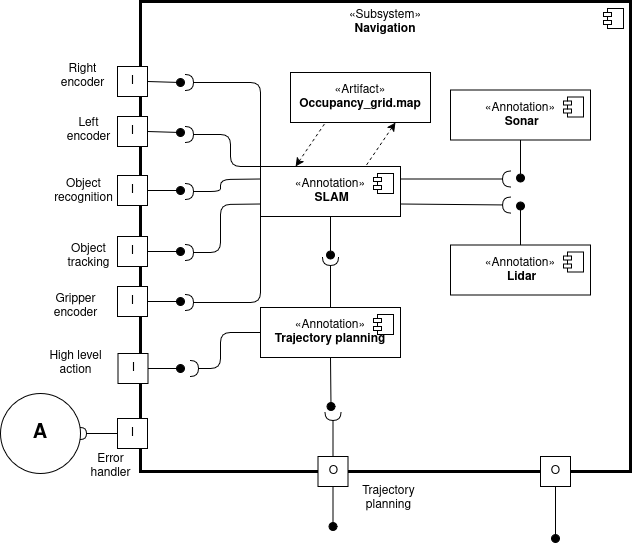 «Subsystem»
Navigation
Right
encoder
I
«Artifact»
Occupancy_grid.map
«Annotation»
Sonar
Left
encoder
I
Object
recognition
I
«Annotation»
SLAM
Object
tracking
I
«Annotation»
Lidar
Gripper
encoder
I
«Annotation»
Trajectory planning
High level
action
I
A
I
Error
handler
O
O
Trajectory
planning